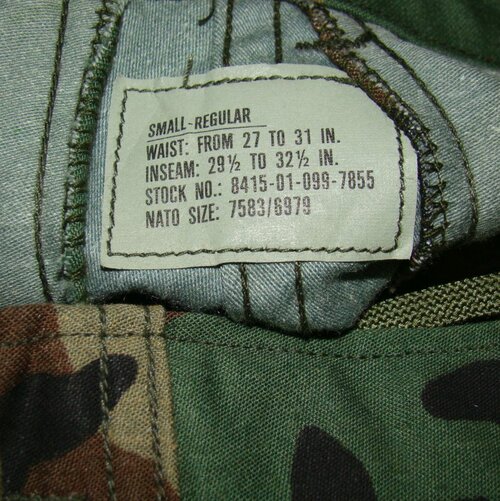 SMALL-REGULAR
WAIST: FROM 27 TO 31 IN.
INSEAM: 29½ TO 32½ IN.
STOCK NO.: 8415-01-099-7855
NATO SIZE: 7583/6979